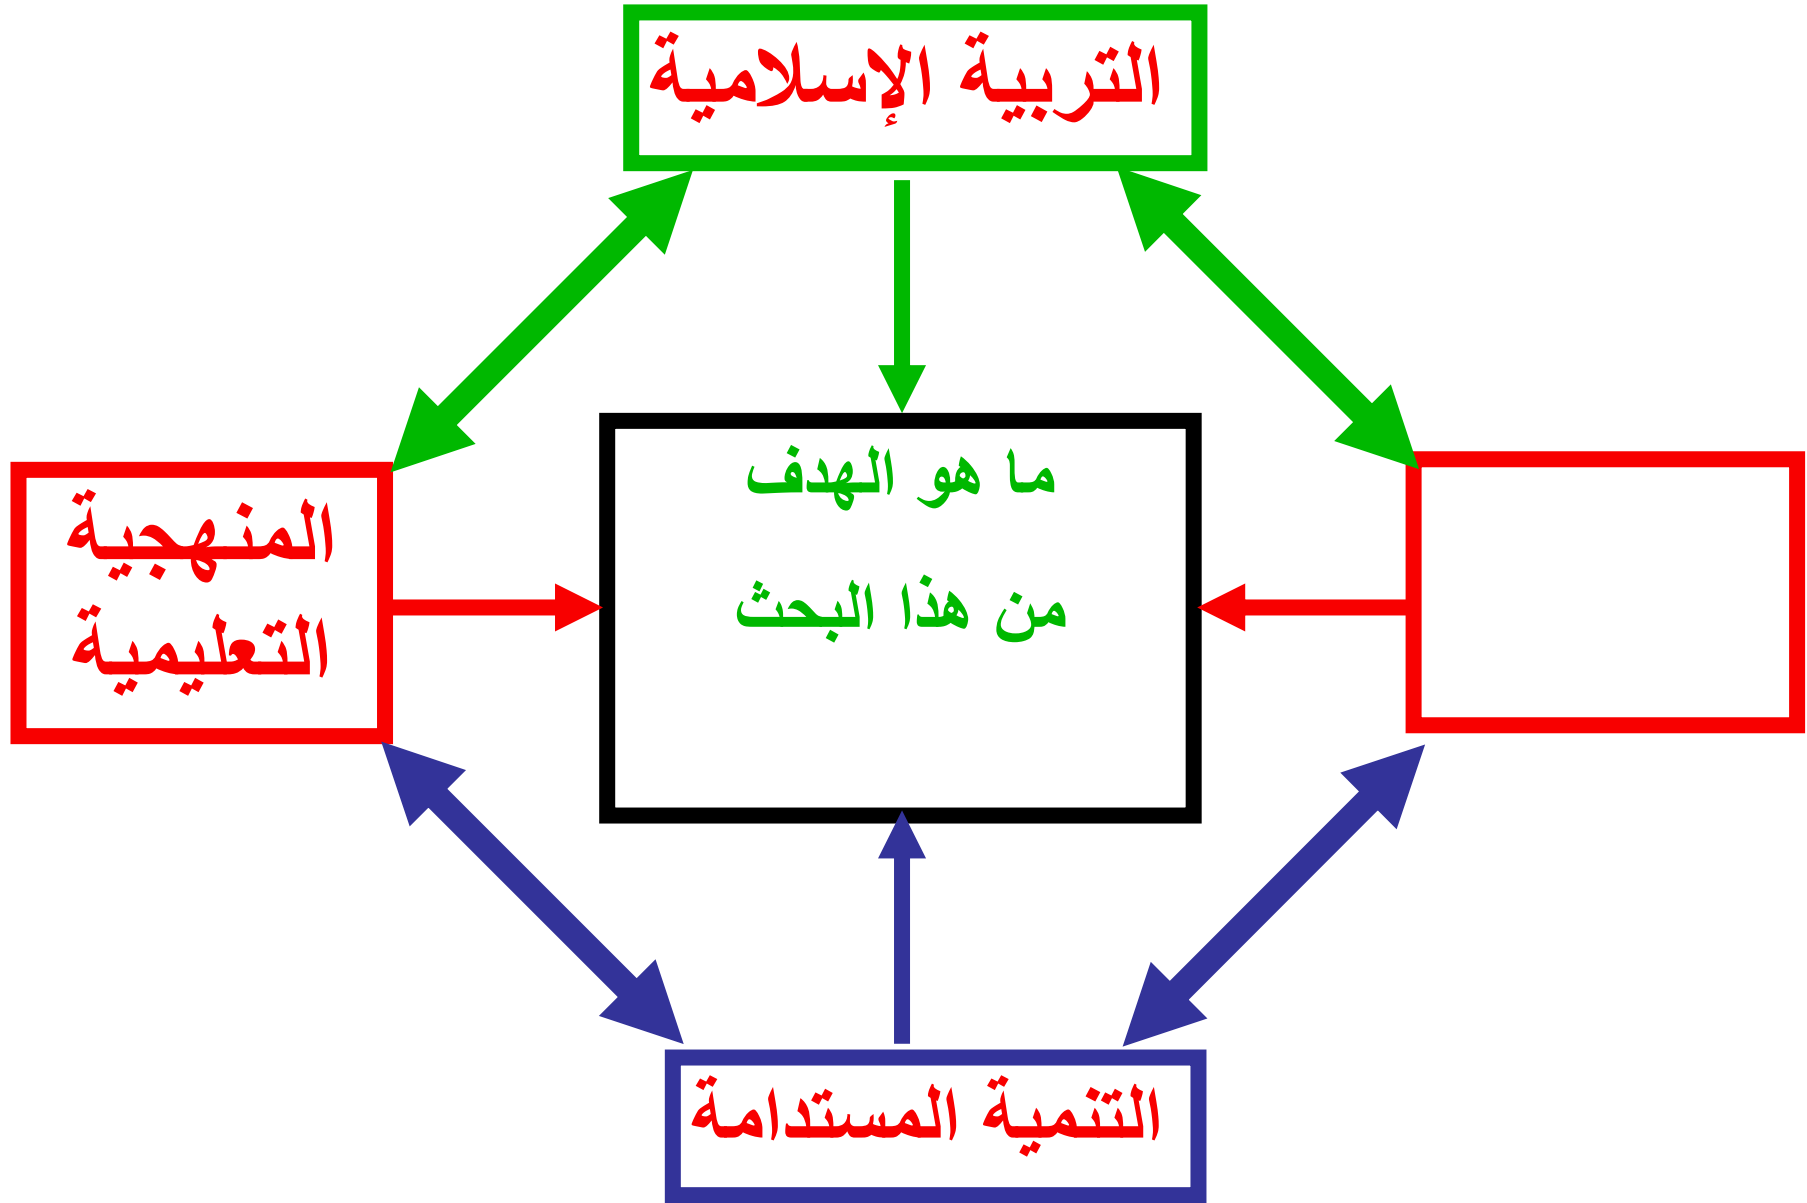 التربية الإسلامية
ما هو الهدف
من هذا البحث
المنهجية
التعليمية
التنمية المستدامة